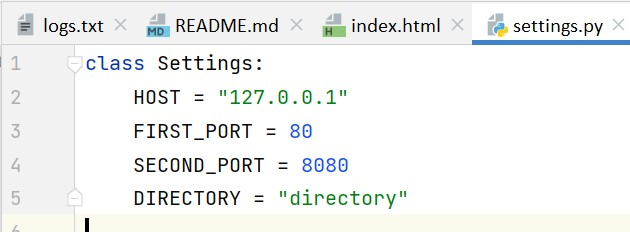 logs.txt README.md index.html settings.py
1 class Settings:
2 HOST = "127.0.0.1"
3 FIRST_PORT = 80
4 SECOND_PORT = 8080
5 DIRECTORY = "directory"